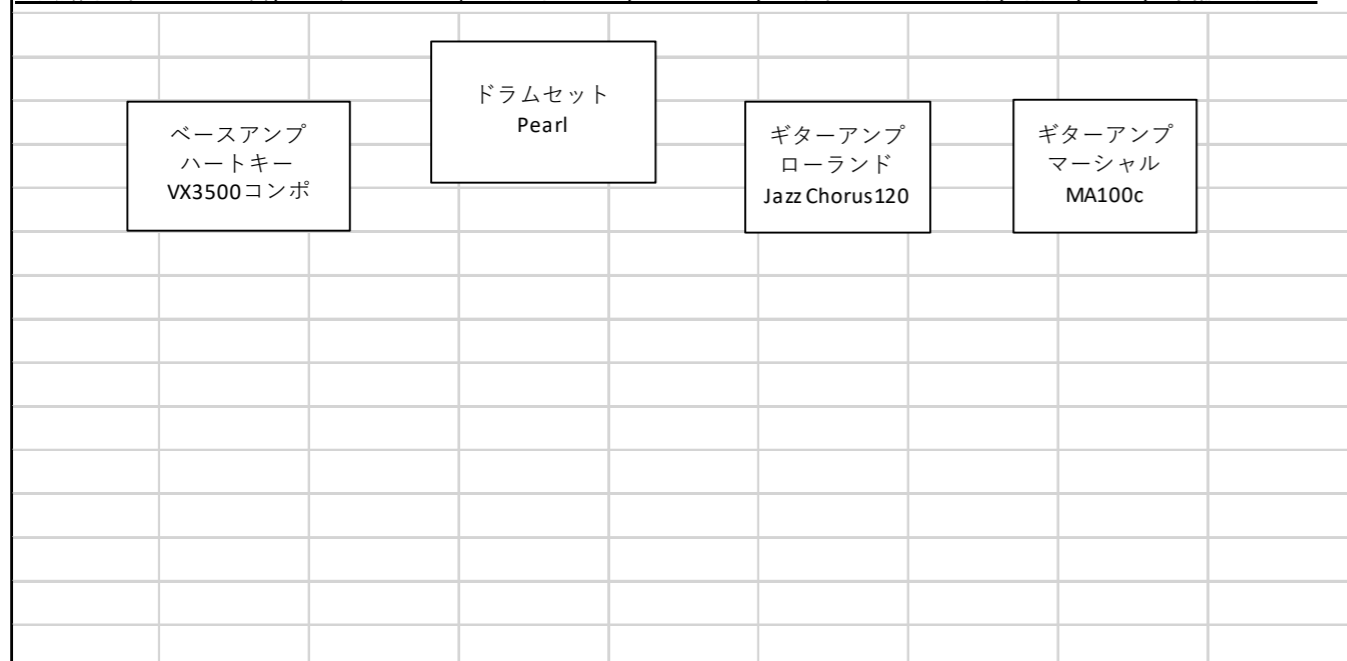 ドラムセット
Pearl
ベースアンプ
ハートキー
VX3500コンポ
ギターアンプ
ローランド
Jazz Chorus120
ギターアンプ
マーシャル
MA100c